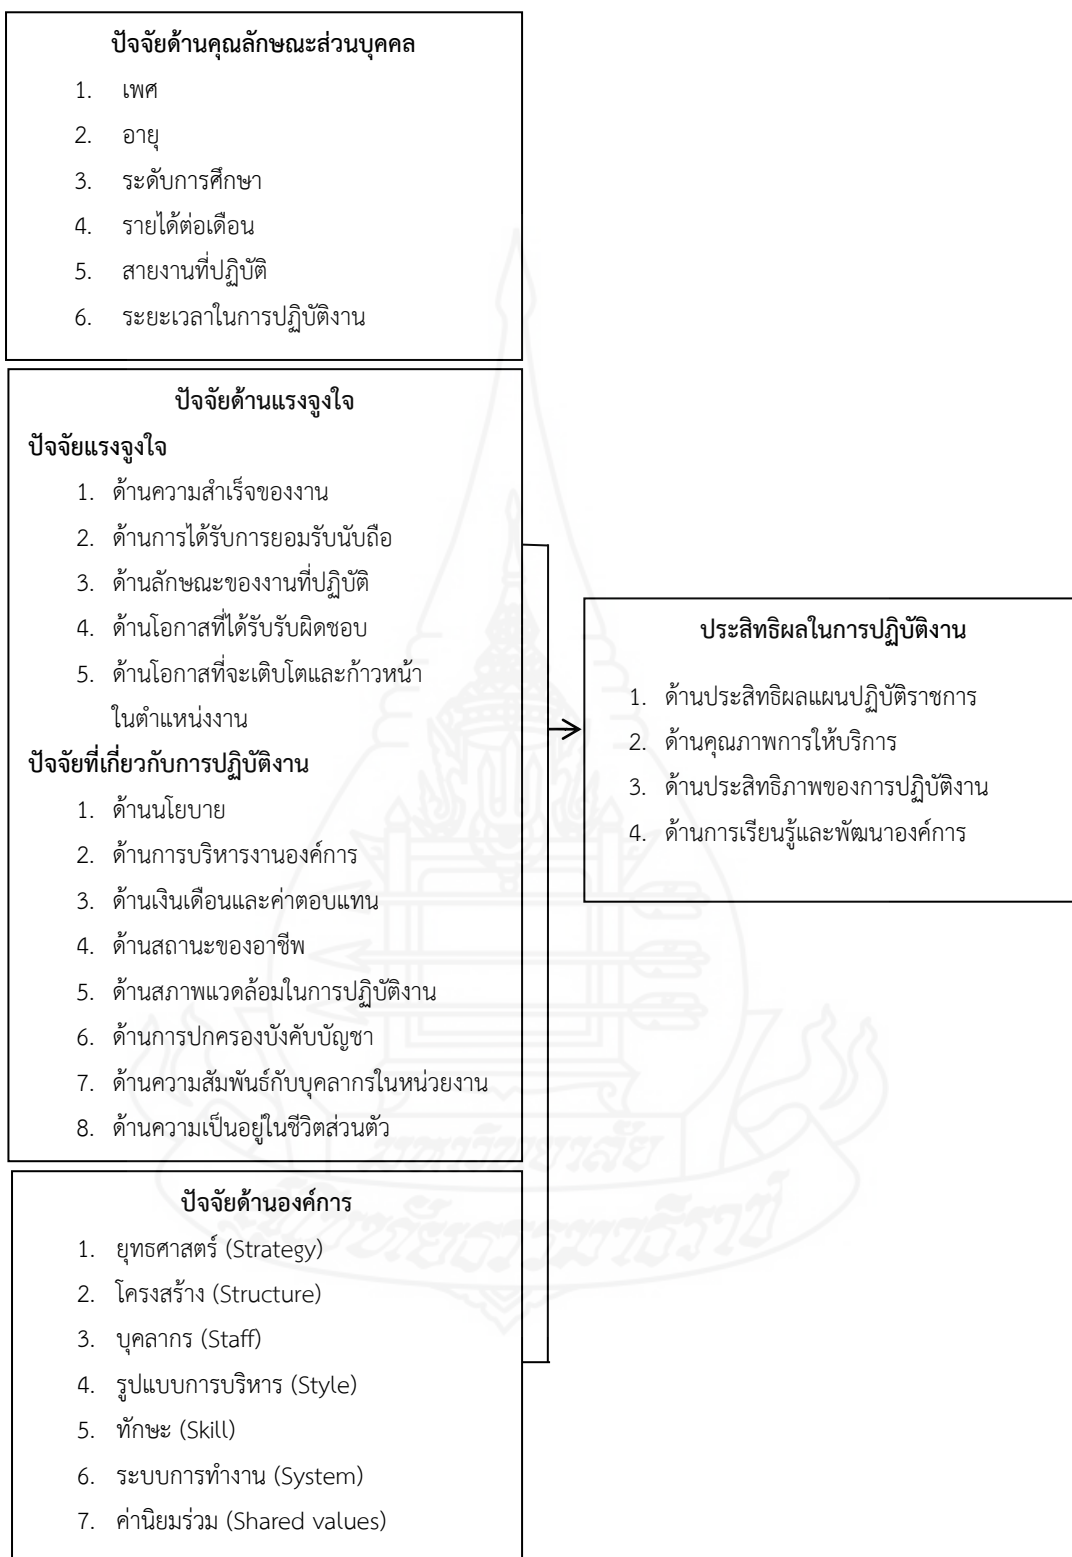 ปัจจัยด้านคุณลักษณะส่วนบุคคล
1. เพศ
2. อายุ
3. ระดับการศึกษา
4. รายได้ต่อเดือน
5. สายงานที่ปฏิบัติ
6. ระยะเวลาในการปฏิบัติงาน
ปัจจัยด้านแรงจูงใจ
ปัจจัยแรงจูงใจ
1. ด้านความสำเร็จของงาน
2. ด้านการได้รับการยอมรับนับถือ
3. ด้านลักษณะของงานที่ปฏิบัติ
4. ด้านโอกาสที่ได้รับรับผิดชอบ
5. ด้านโอกาสที่จะเติบโตและก้าวหน้า
ในตำแหน่งงาน
ปัจจัยที่เกี่ยวกับการปฏิบัติงาน
1. ด้านนโยบาย
2. ด้านการบริหารงานองค์การ
3. ด้านเงินเดือนและค่าตอบแทน
4. ด้านสถานะของอาชีพ
5. ด้านสภาพแวดล้อมในการปฏิบัติงาน
6. ด้านการปกครองบังคับบัญชา
7. ด้านความสัมพันธ์กับบุคลากรในหน่วยงาน
8. ด้านความเป็นอยู่ในชีวิตส่วนตัว
ปัจจัยด้านองค์การ
1. ยุทธศาสตร์ (Strategy)
2. โครงสร้าง (Structure)
3. บุคลากร (Staff)
4. รูปแบบการบริหาร (Style)
5. ทักษะ (Skill)
6. ระบบการทำงาน (System)
7. ค่านิยมร่วม (Shared values)
ประสิทธิผลในการปฏิบัติงาน
1. ด้านประสิทธิผลแผนปฏิบัติราชการ
2. ด้านคุณภาพการให้บริการ
3. ด้านประสิทธิภาพของการปฏิบัติงาน
4. ด้านการเรียนรู้และพัฒนาองค์การ
มหาวิทยาลัย
สุโขทัยธรรมาธิราช